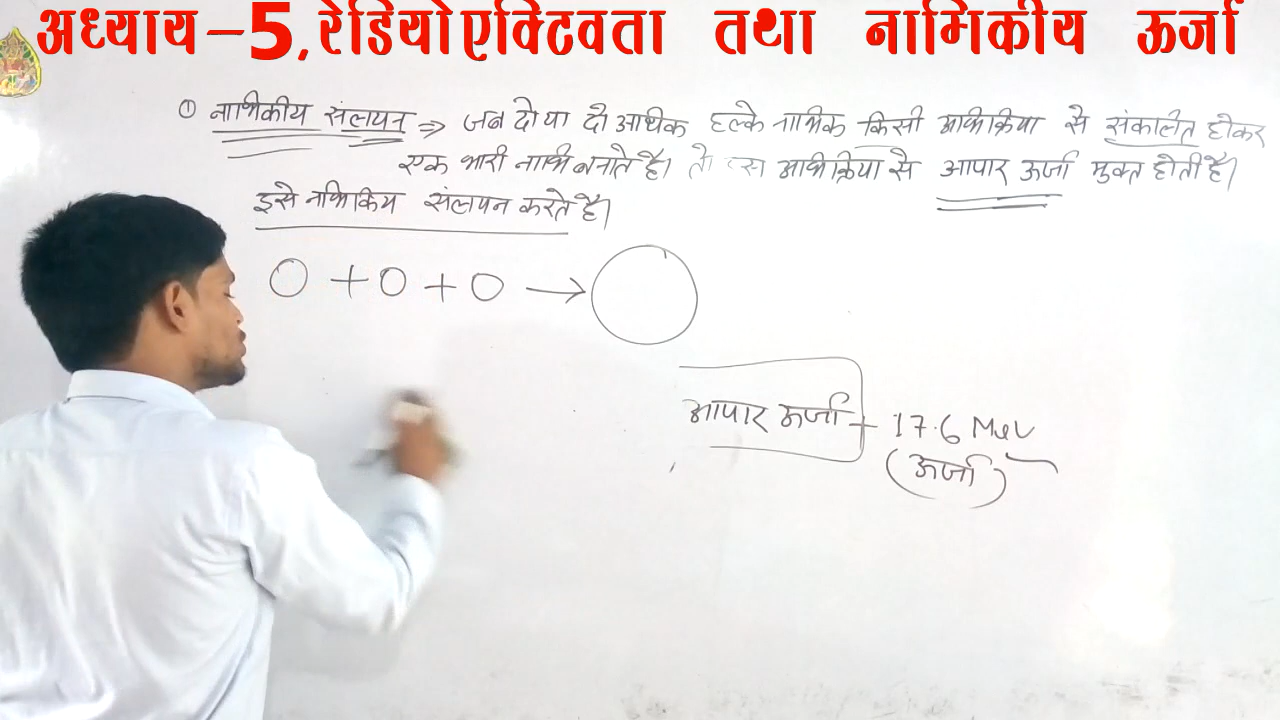 अध्याय-5, रेडियोएक्टिवता तथा नाभिकीय ऊर्जा
① नाभिकीय संलयन ⇒ जब दो या दो आधीक हल्के नाभिक किसी अभिक्रिया से संकालित होकर
एक भारी नाभि बनाते है। तो इस अभिक्रिया से आपार ऊर्जा मुक्त होती है।
इसे नाभिकिय संलयन करते है।
O + O + O → O
आपार ऊर्जा + 17.6 MeV
(ऊर्जा)